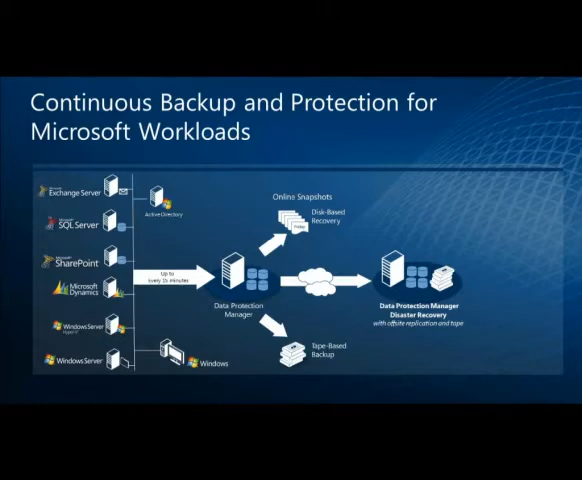 Continuous Backup and Protection for
Microsoft Workloads
Exchange Server
Active Directory
SQL Server
SharePoint
Microsoft
Dynamics
Windows Server
Hyper-V
Windows Server
Windows
Up to
Every 15 minutes
Data Protection
Manager
Online Snapshots
Friday
Disk-Based
Recovery
Tape-Based
Backup
Data Protection Manager
Disaster Recovery
with offsite replication and tape